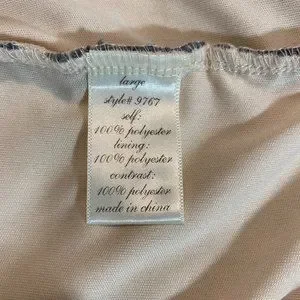 large
style# 9767
self:
100% polyester
lining:
100% polyester
contrast:
100% polyester
made in china